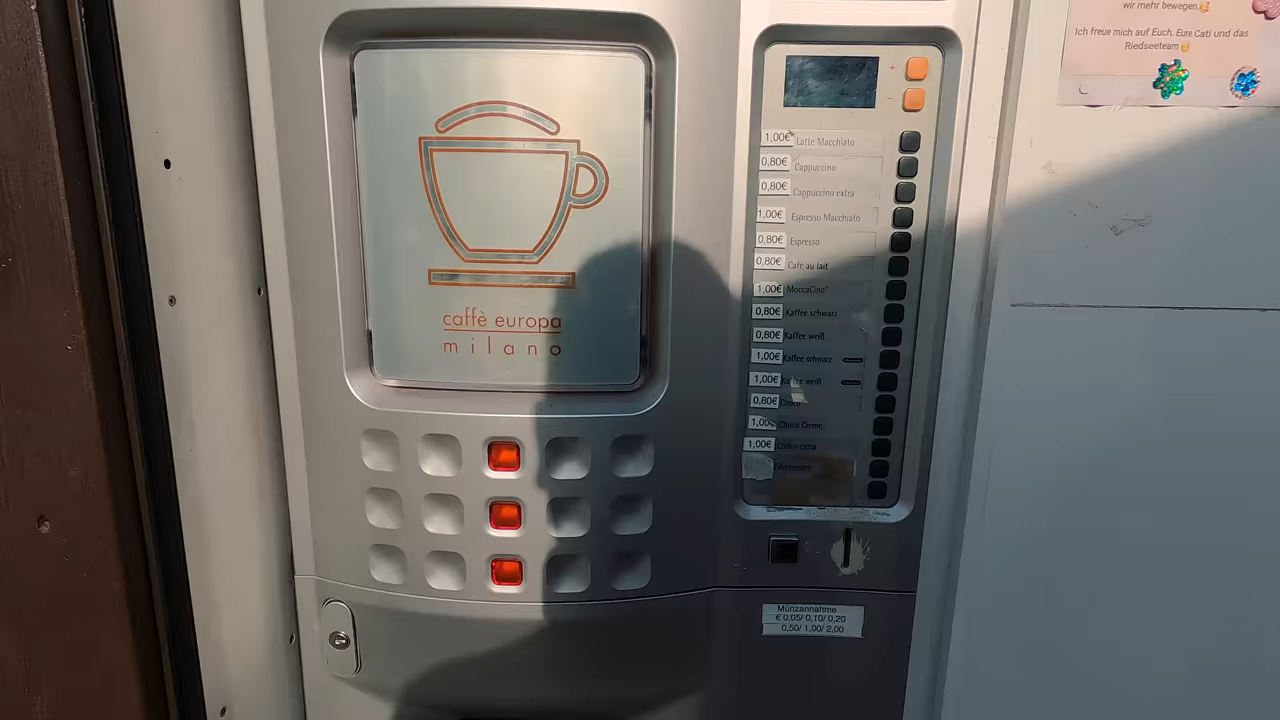 wir mehr bewegen.
Ich freue mich auf Euch. Eure Cati und das
Riedseeteam
+
-
1,00€ Latte Macchiato
0,80€ Cappuccino
0,80€ Cappuccino extra
1,00€ Espresso Macchiato
0,80€ Espresso
0,80€ Café au lait
1,00€ MoccaCino
0,80€ Kaffee schwarz
0,80€ Kaffee weiß
1,00€ Kaffee schwarz
1,00€ Kaffee weiß
0,80€ Choco
1,00€ Choco Creme
1,00€ Choco extra
caffè europa
milano
Münzannahme
€ 0,05/ 0,10/ 0,20
0,50/ 1,00/ 2,00